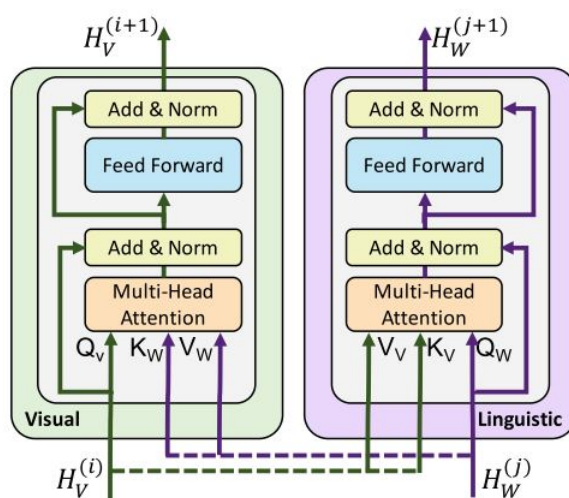 H_V^{(i+1)} H_W^{(j+1)}
Add & Norm Add & Norm
Feed Forward Feed Forward
Add & Norm Add & Norm
Multi-Head Multi-Head
Attention Attention
Q_v K_W V_W V_V K_V Q_W
Visual Linguistic
H_V^{(i)} H_W^{(j)}